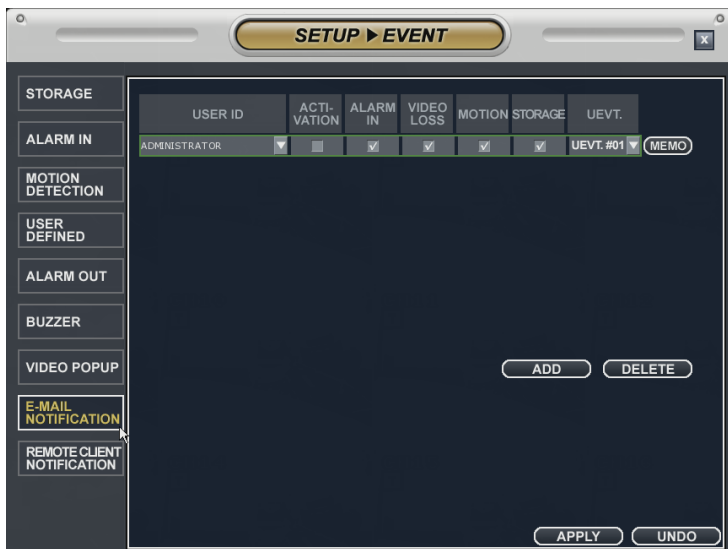 SETUP ▶ EVENT
X
STORAGE
ALARM IN
MOTION
DETECTION
USER
DEFINED
ALARM OUT
BUZZER
VIDEO POPUP
E-MAIL
NOTIFICATION
REMOTE CLIENT
NOTIFICATION
USER ID
ACTI-
VATION
ALARM
IN
VIDEO
LOSS
MOTION
STORAGE
UEVT.
ADMINISTRATOR
UEVT. #01
MEMO
ADD
DELETE
APPLY
UNDO